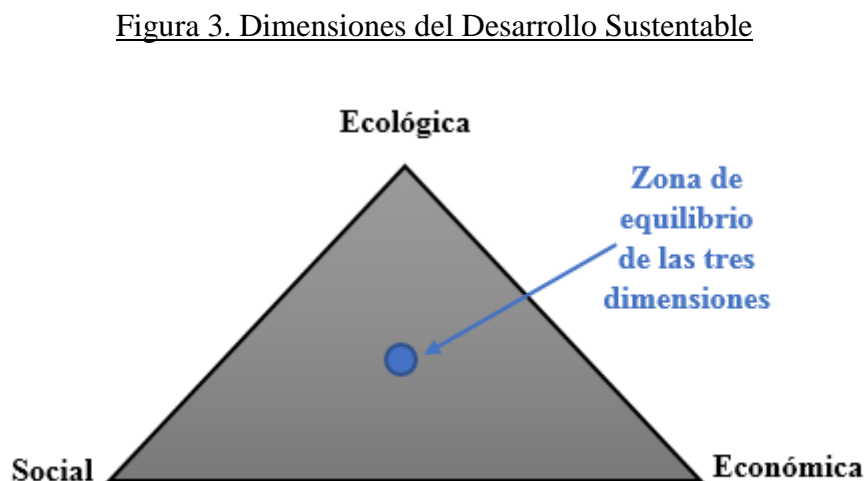 Figura 3. Dimensiones del Desarrollo Sustentable
Ecológica
Zona de
equilibrio
de las tres
dimensiones
Social
Económica